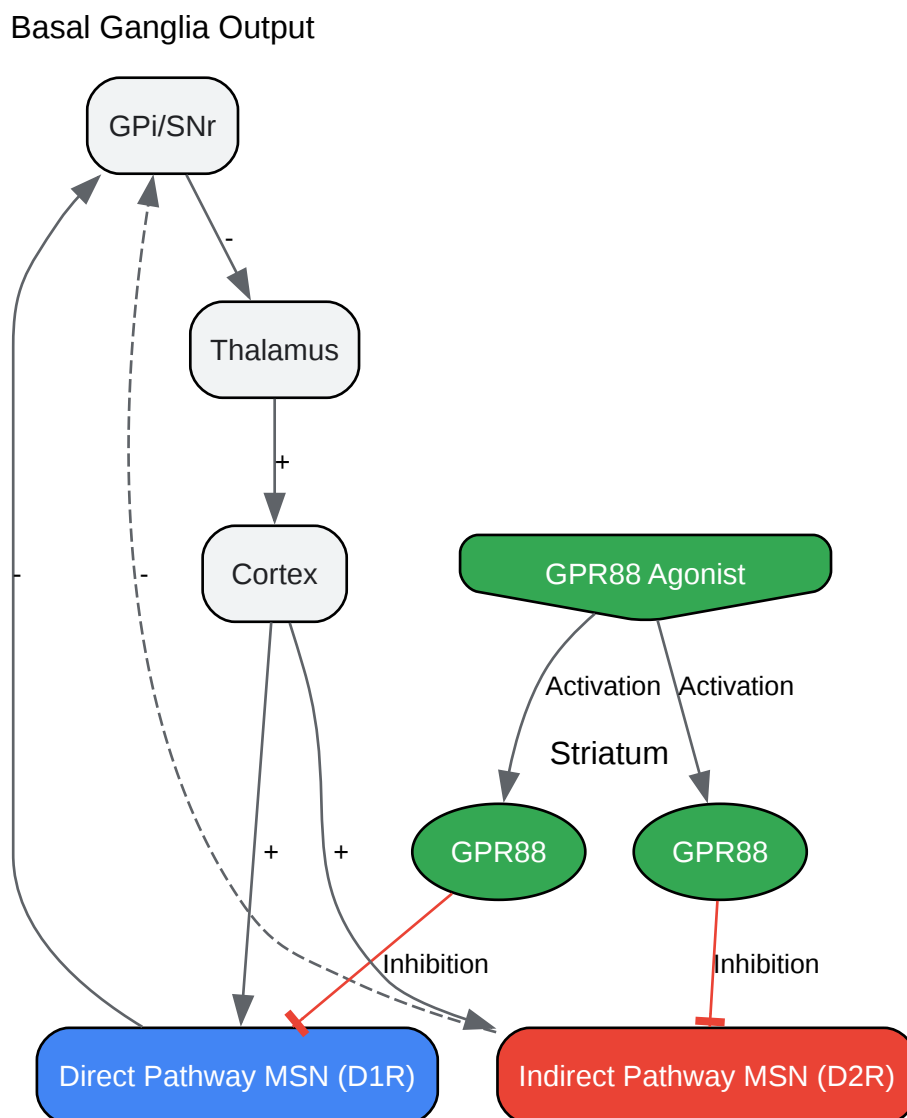 Basal Ganglia Output
GPi/SNr
-
Thalamus
+
Cortex
GPR88 Agonist
-
-
Activation
Activation
Striatum
+
+
GPR88
GPR88
Inhibition
Inhibition
Direct Pathway MSN (D1R)
Indirect Pathway MSN (D2R)